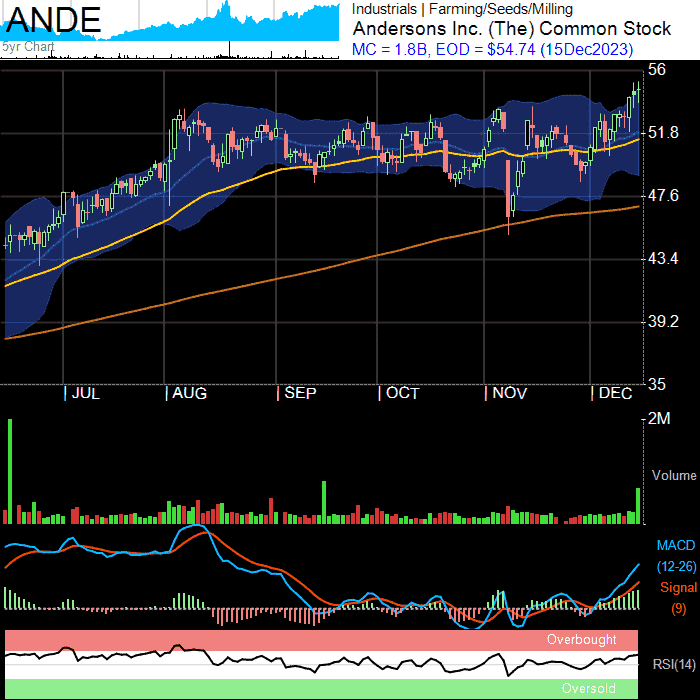 ANDE
5yr Chart
Industrials | Farming/Seeds/Milling
Andersons Inc. (The) Common Stock
MC = 1.8B, EOD = $54.74 (15Dec2023)
56
51.8
47.6
43.4
39.2
35
| JUL | AUG | SEP | OCT | NOV | DEC
2M
Volume
MACD
(12-26)
Signal
(9)
Overbought
RSI(14)
Oversold